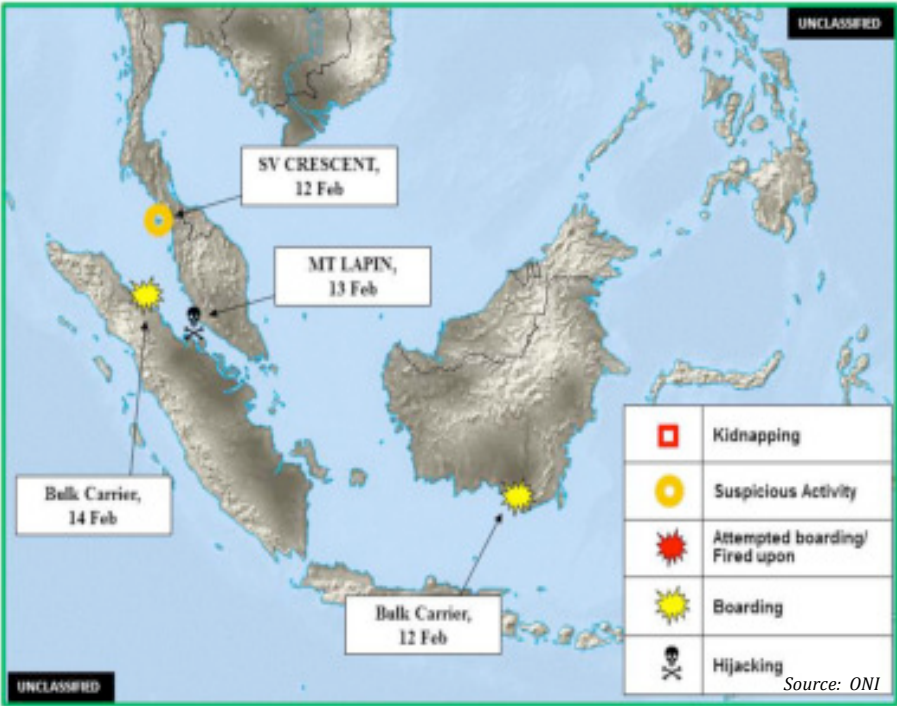 UNCLASSIFIED
SV CRESCENT,
12 Feb
MT LAPIN,
13 Feb
Bulk Carrier,
14 Feb
Bulk Carrier,
12 Feb
Kidnapping
Suspicious Activity
Attempted boarding/
Fired upon
Boarding
Hijacking
Source: ONI
UNCLASSIFIED